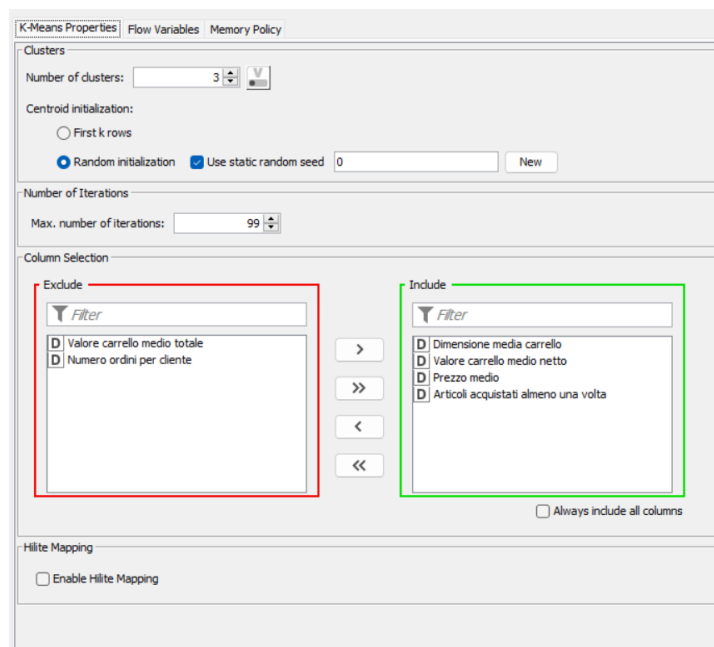 K-Means Properties Flow Variables Memory Policy
Clusters
Number of clusters: 3 V
Centroid initialization:
First k rows
Random initialization Use static random seed 0 New
Number of Iterations
Max. number of iterations: 99
Column Selection
Exclude Include
Filter Filter
D Valore carrello medio totale > D Dimensione media carrello
D Numero ordini per cliente D Valore carrello medio netto
>> D Prezzo medio
D Articoli acquistati almeno una volta
<
<<
Always include all columns
Hilite Mapping
Enable Hilite Mapping